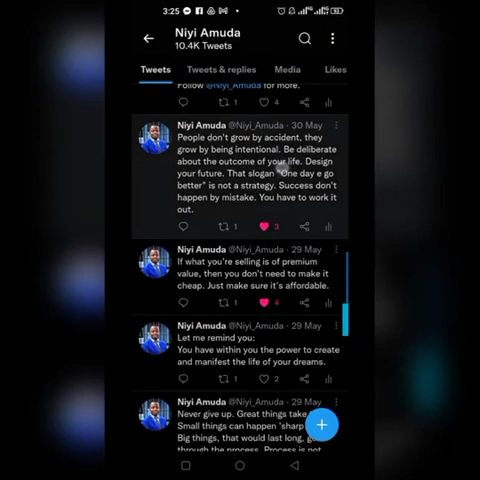 3:25
Niyi Amuda
10.4K Tweets
Tweets Tweets & replies Media Likes
Follow @Niyi_Amuda for more.
1 4
Niyi Amuda @Niyi_Amuda · 30 May
People don't grow by accident, they
grow by being intentional. Be deliberate
about the outcome of your life. Design
your future. That slogan "One day e go
better" is not a strategy. Success don't
happen by mistake. You have to work it
out.
1 3
Niyi Amuda @Niyi_Amuda · 29 May
If what you're selling is of premium
value, then you don't need to make it
cheap. Just make sure it's affordable.
1 4
Niyi Amuda @Niyi_Amuda · 29 May
Let me remind you:
You have within you the power to create
and manifest the life of your dreams.
1 2
Niyi Amuda @Niyi_Amuda · 29 May
Never give up. Great things take
Small things can happen 'sharp
Big things, that would last long,
through the process. Process is not